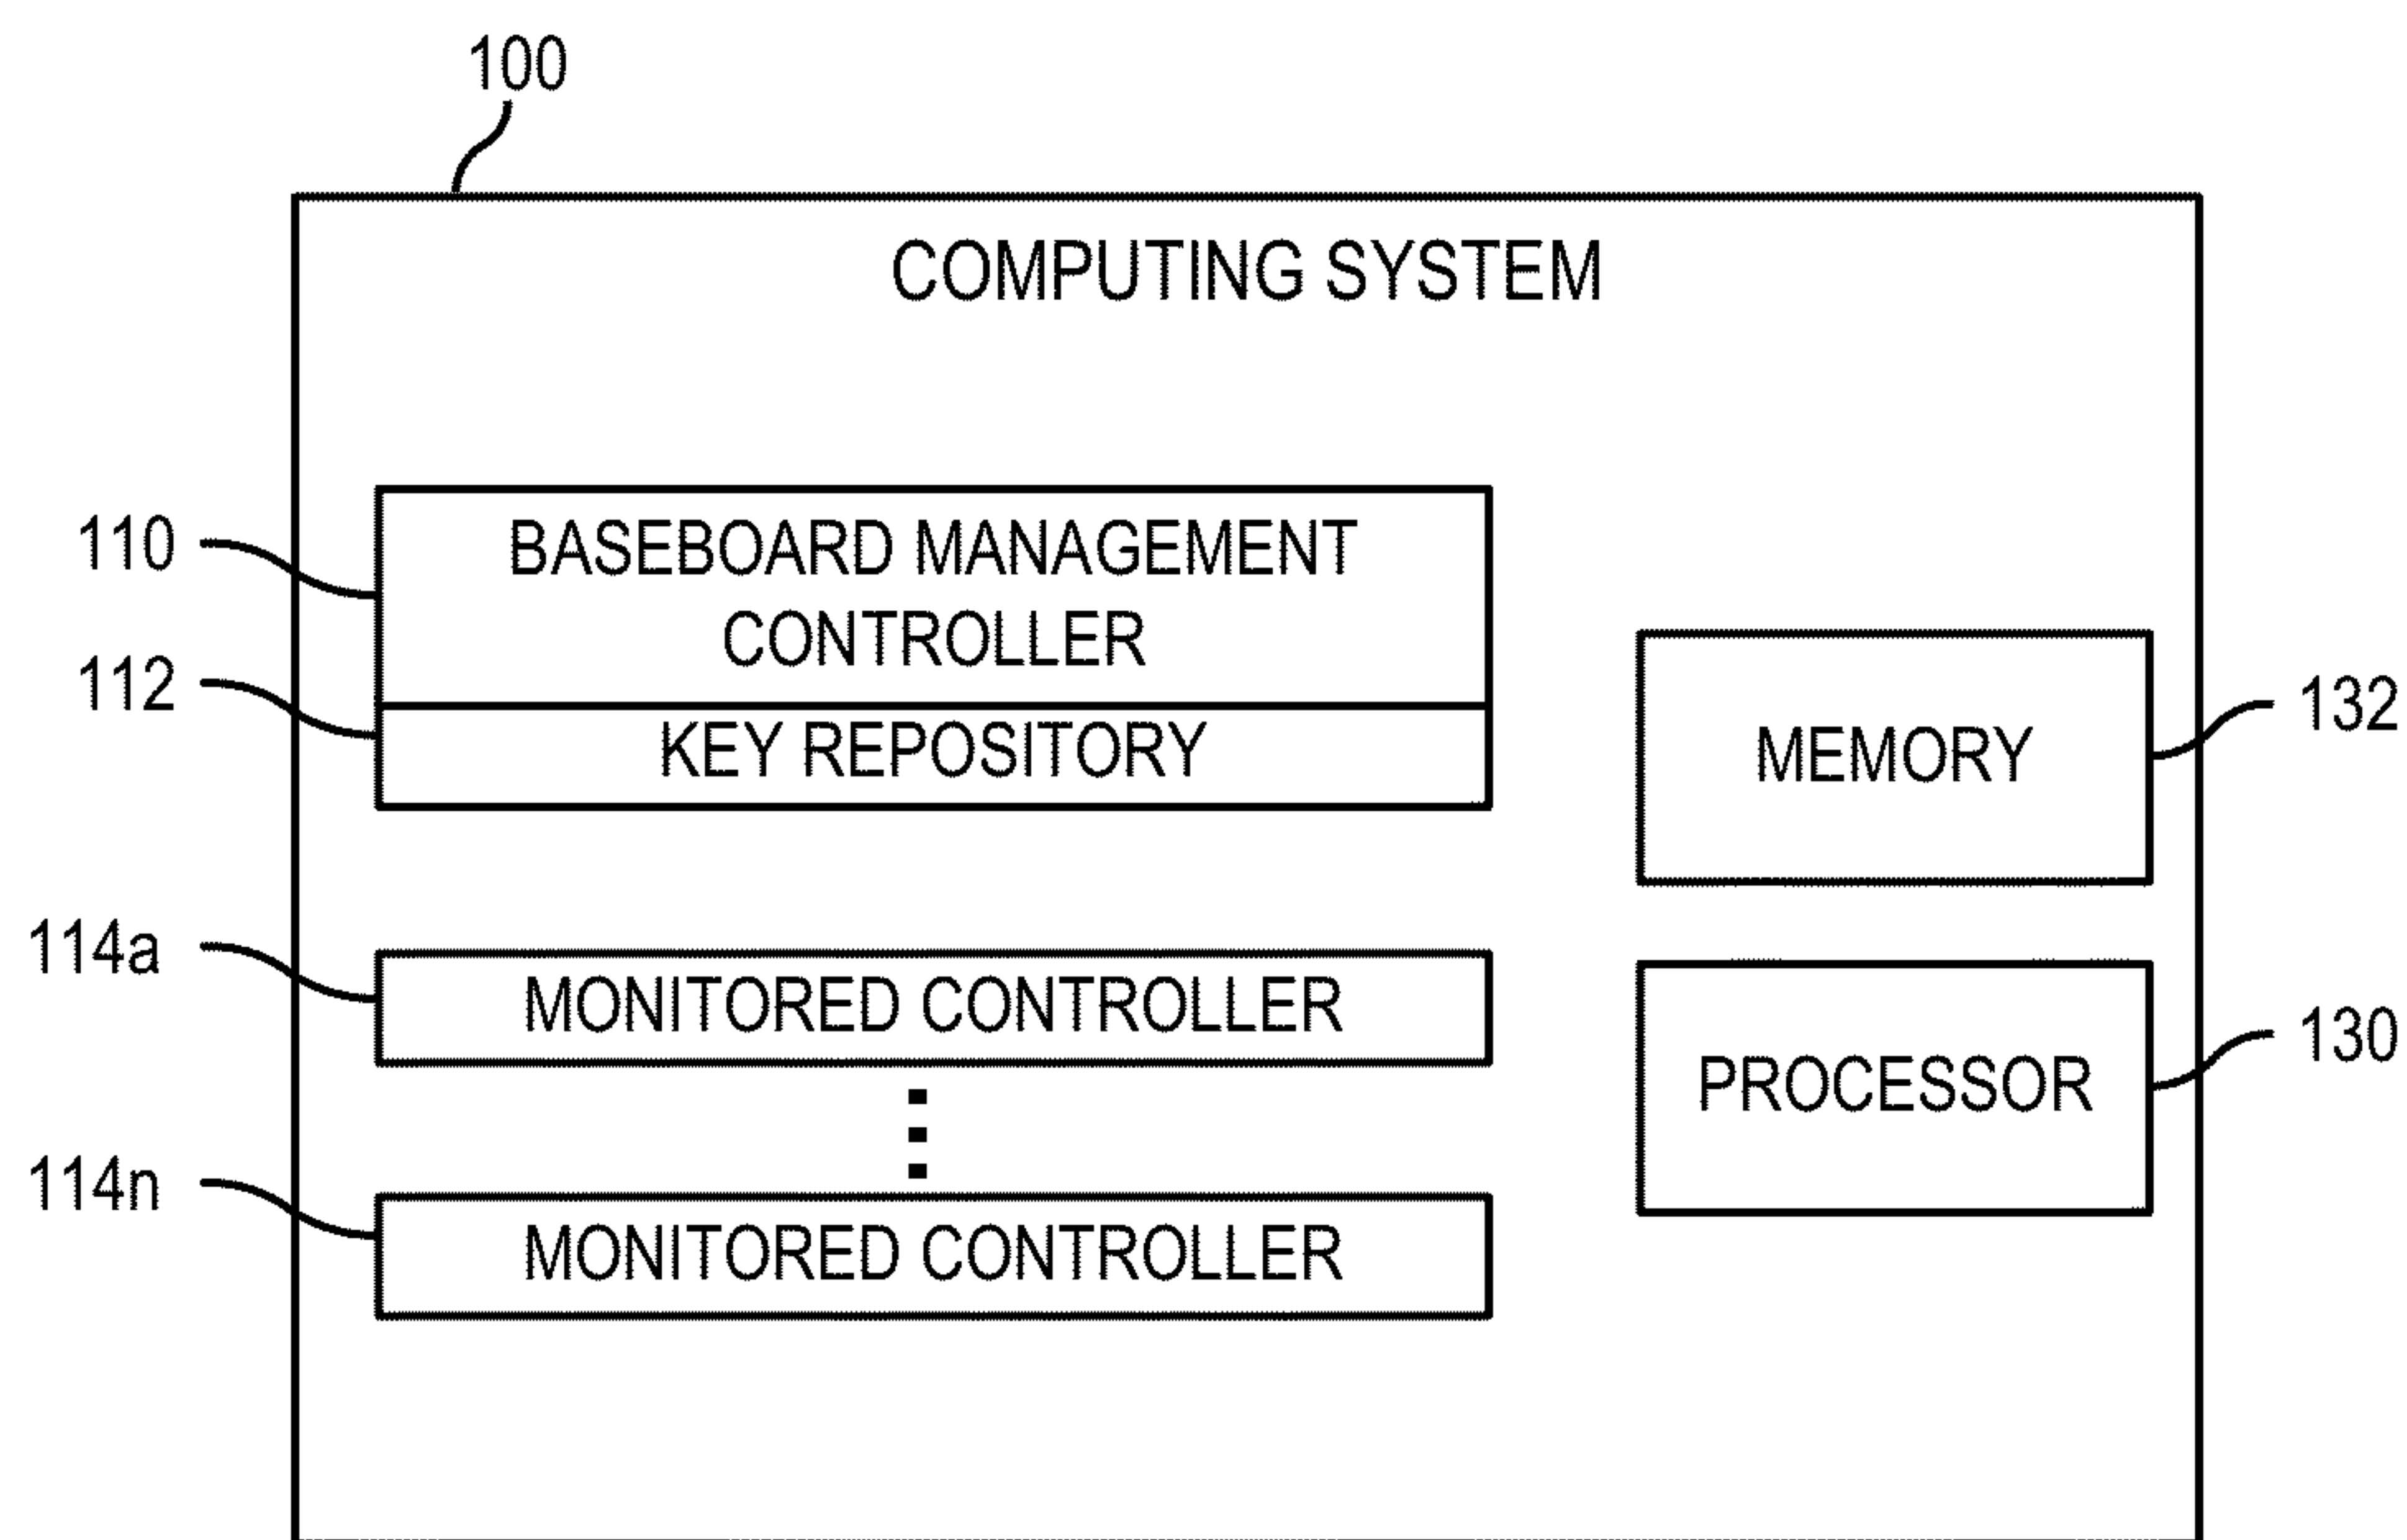 100
COMPUTING SYSTEM
110
BASEBOARD MANAGEMENT
CONTROLLER
112
KEY REPOSITORY
MEMORY
132
114a
MONITORED CONTROLLER
PROCESSOR
130
114n
MONITORED CONTROLLER